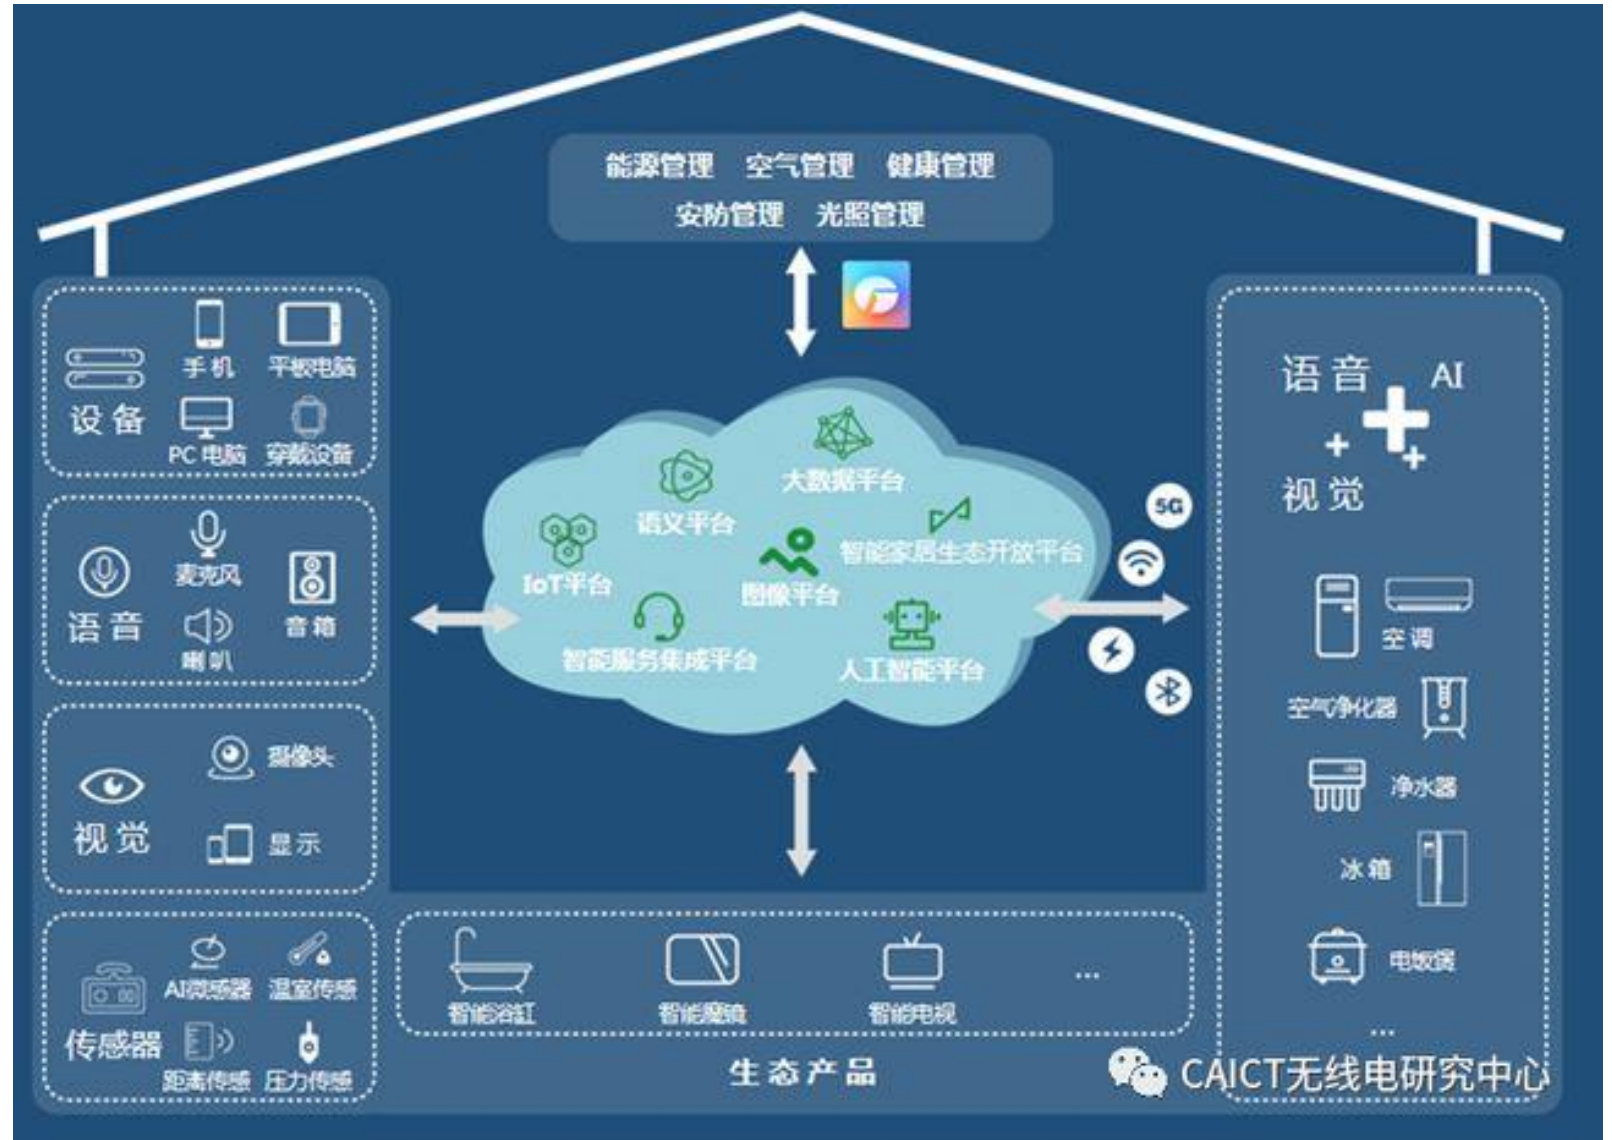 能源管理 空气管理 健康管理
安防管理 光照管理
设备
手机
平板电脑
PC电脑
穿戴设备
语音
麦克风
音箱
喇叭
视觉
摄像头
显示
传感器
AI微感器
温室传感
距离传感
压力传感
大数据平台
语义平台
智能家居生态开放平台
IoT平台
图像平台
智能服务集成平台
人工智能平台
5G
语音
AI
视觉
空调
空气净化器
净水器
冰箱
电饭煲
...
智能浴缸
智能魔镜
智能电视
...
生态产品
CAICT无线电研究中心